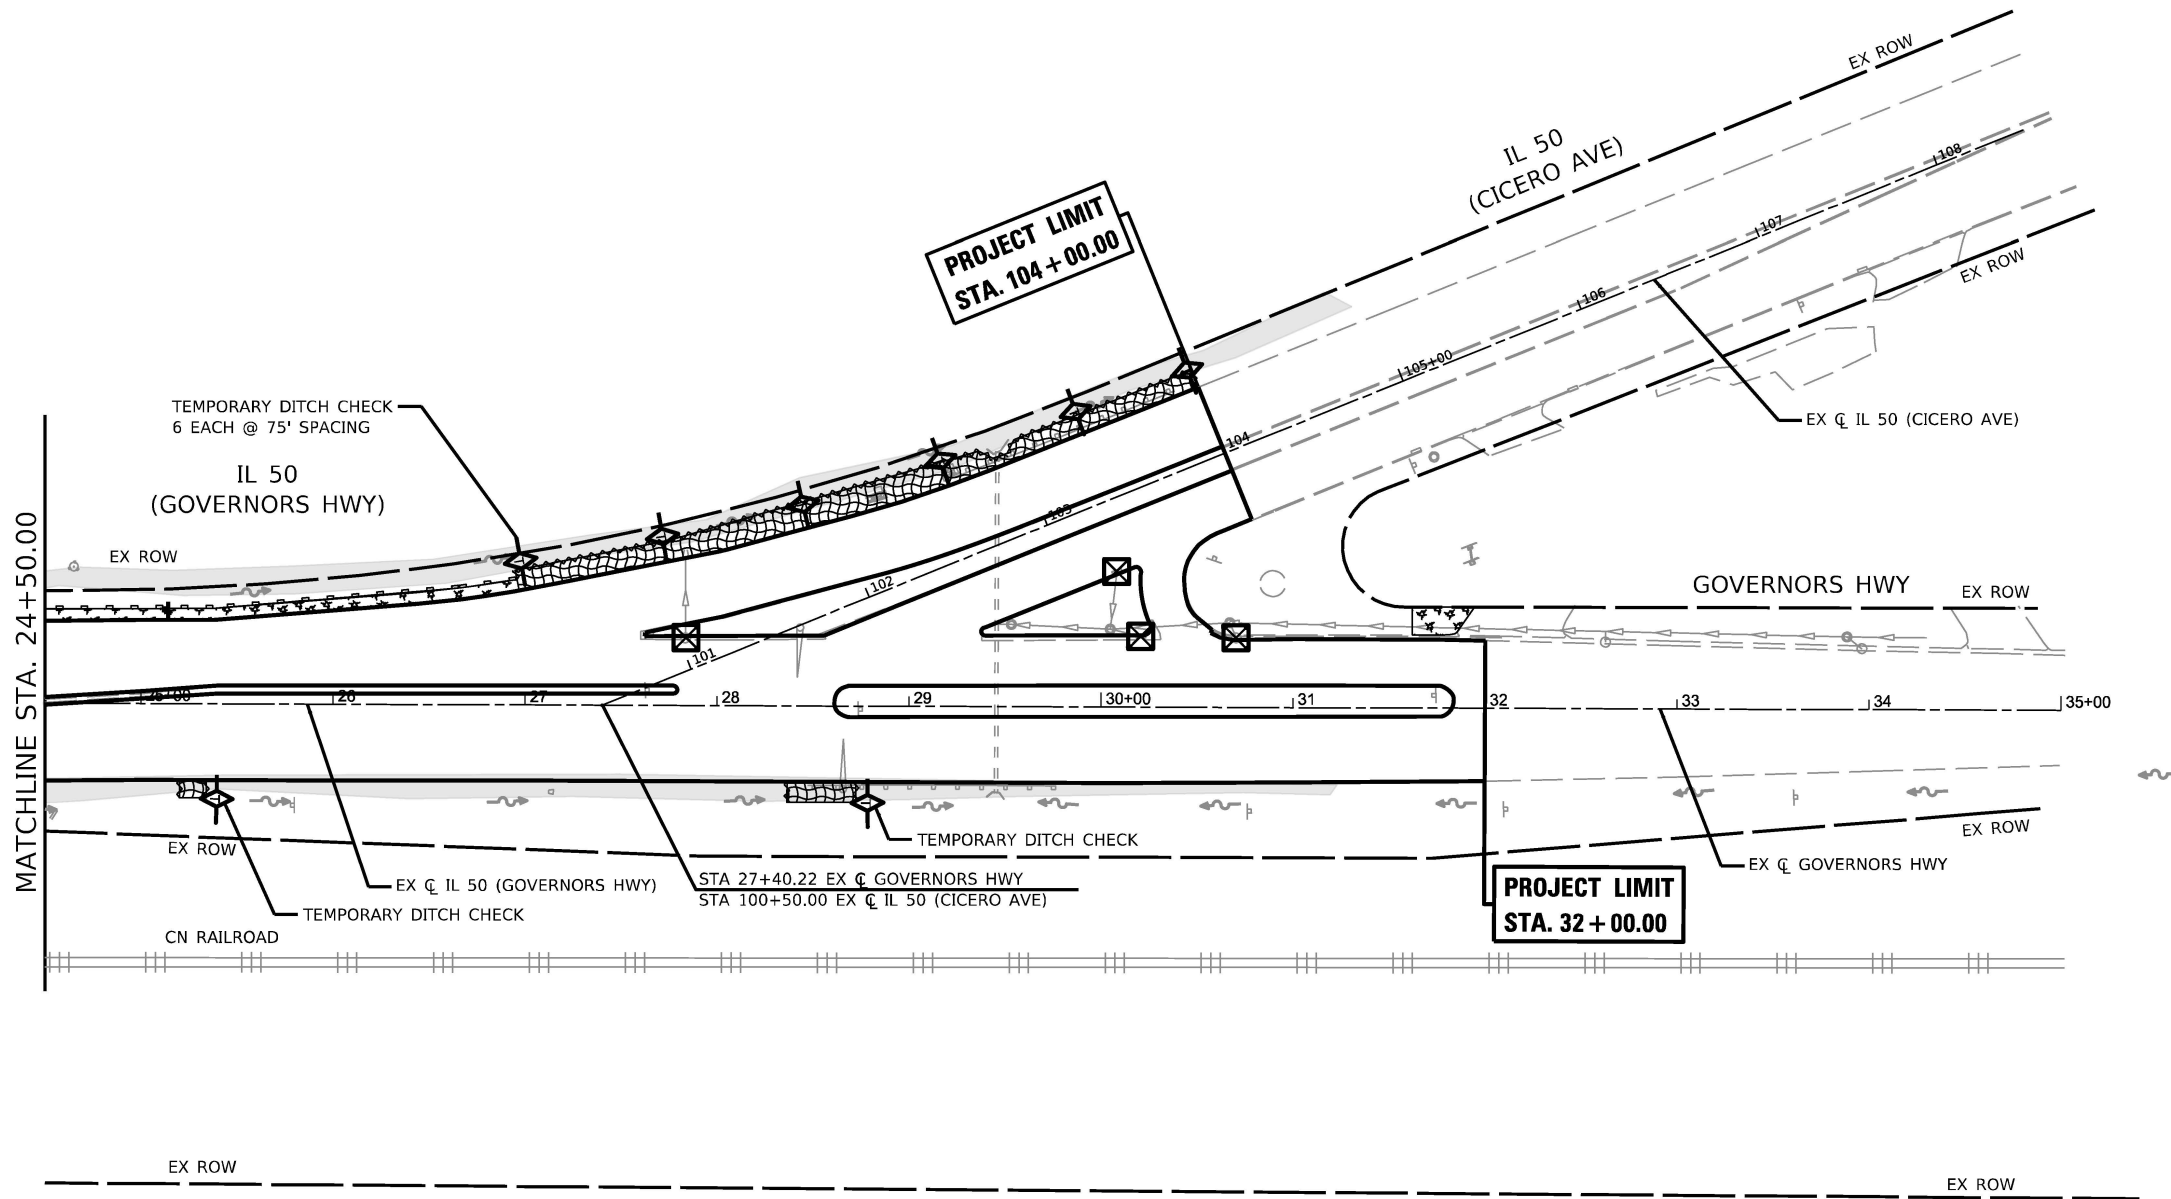 EX ROW
IL 50
(CICERO AVE)
108
107
PROJECT LIMIT
STA. 104+00.00
EX ROW
106
105+00
TEMPORARY DITCH CHECK
6 EACH @ 75' SPACING
EX ℄ IL 50 (CICERO AVE)
IL 50
(GOVERNORS HWY)
104
103
EX ROW
102
GOVERNORS HWY
EX ROW
101
MATCHLINE STA. 24+50.00
25+00
26
27
28
29
30+00
31
32
33
34
35+00
TEMPORARY DITCH CHECK
EX ROW
EX ROW
EX ℄ GOVERNORS HWY
STA 27+40.22 EX ℄ GOVERNORS HWY
STA 100+50.00 EX ℄ IL 50 (CICERO AVE)
EX ℄ IL 50 (GOVERNORS HWY)
TEMPORARY DITCH CHECK
PROJECT LIMIT
STA. 32+00.00
CN RAILROAD
EX ROW
EX ROW